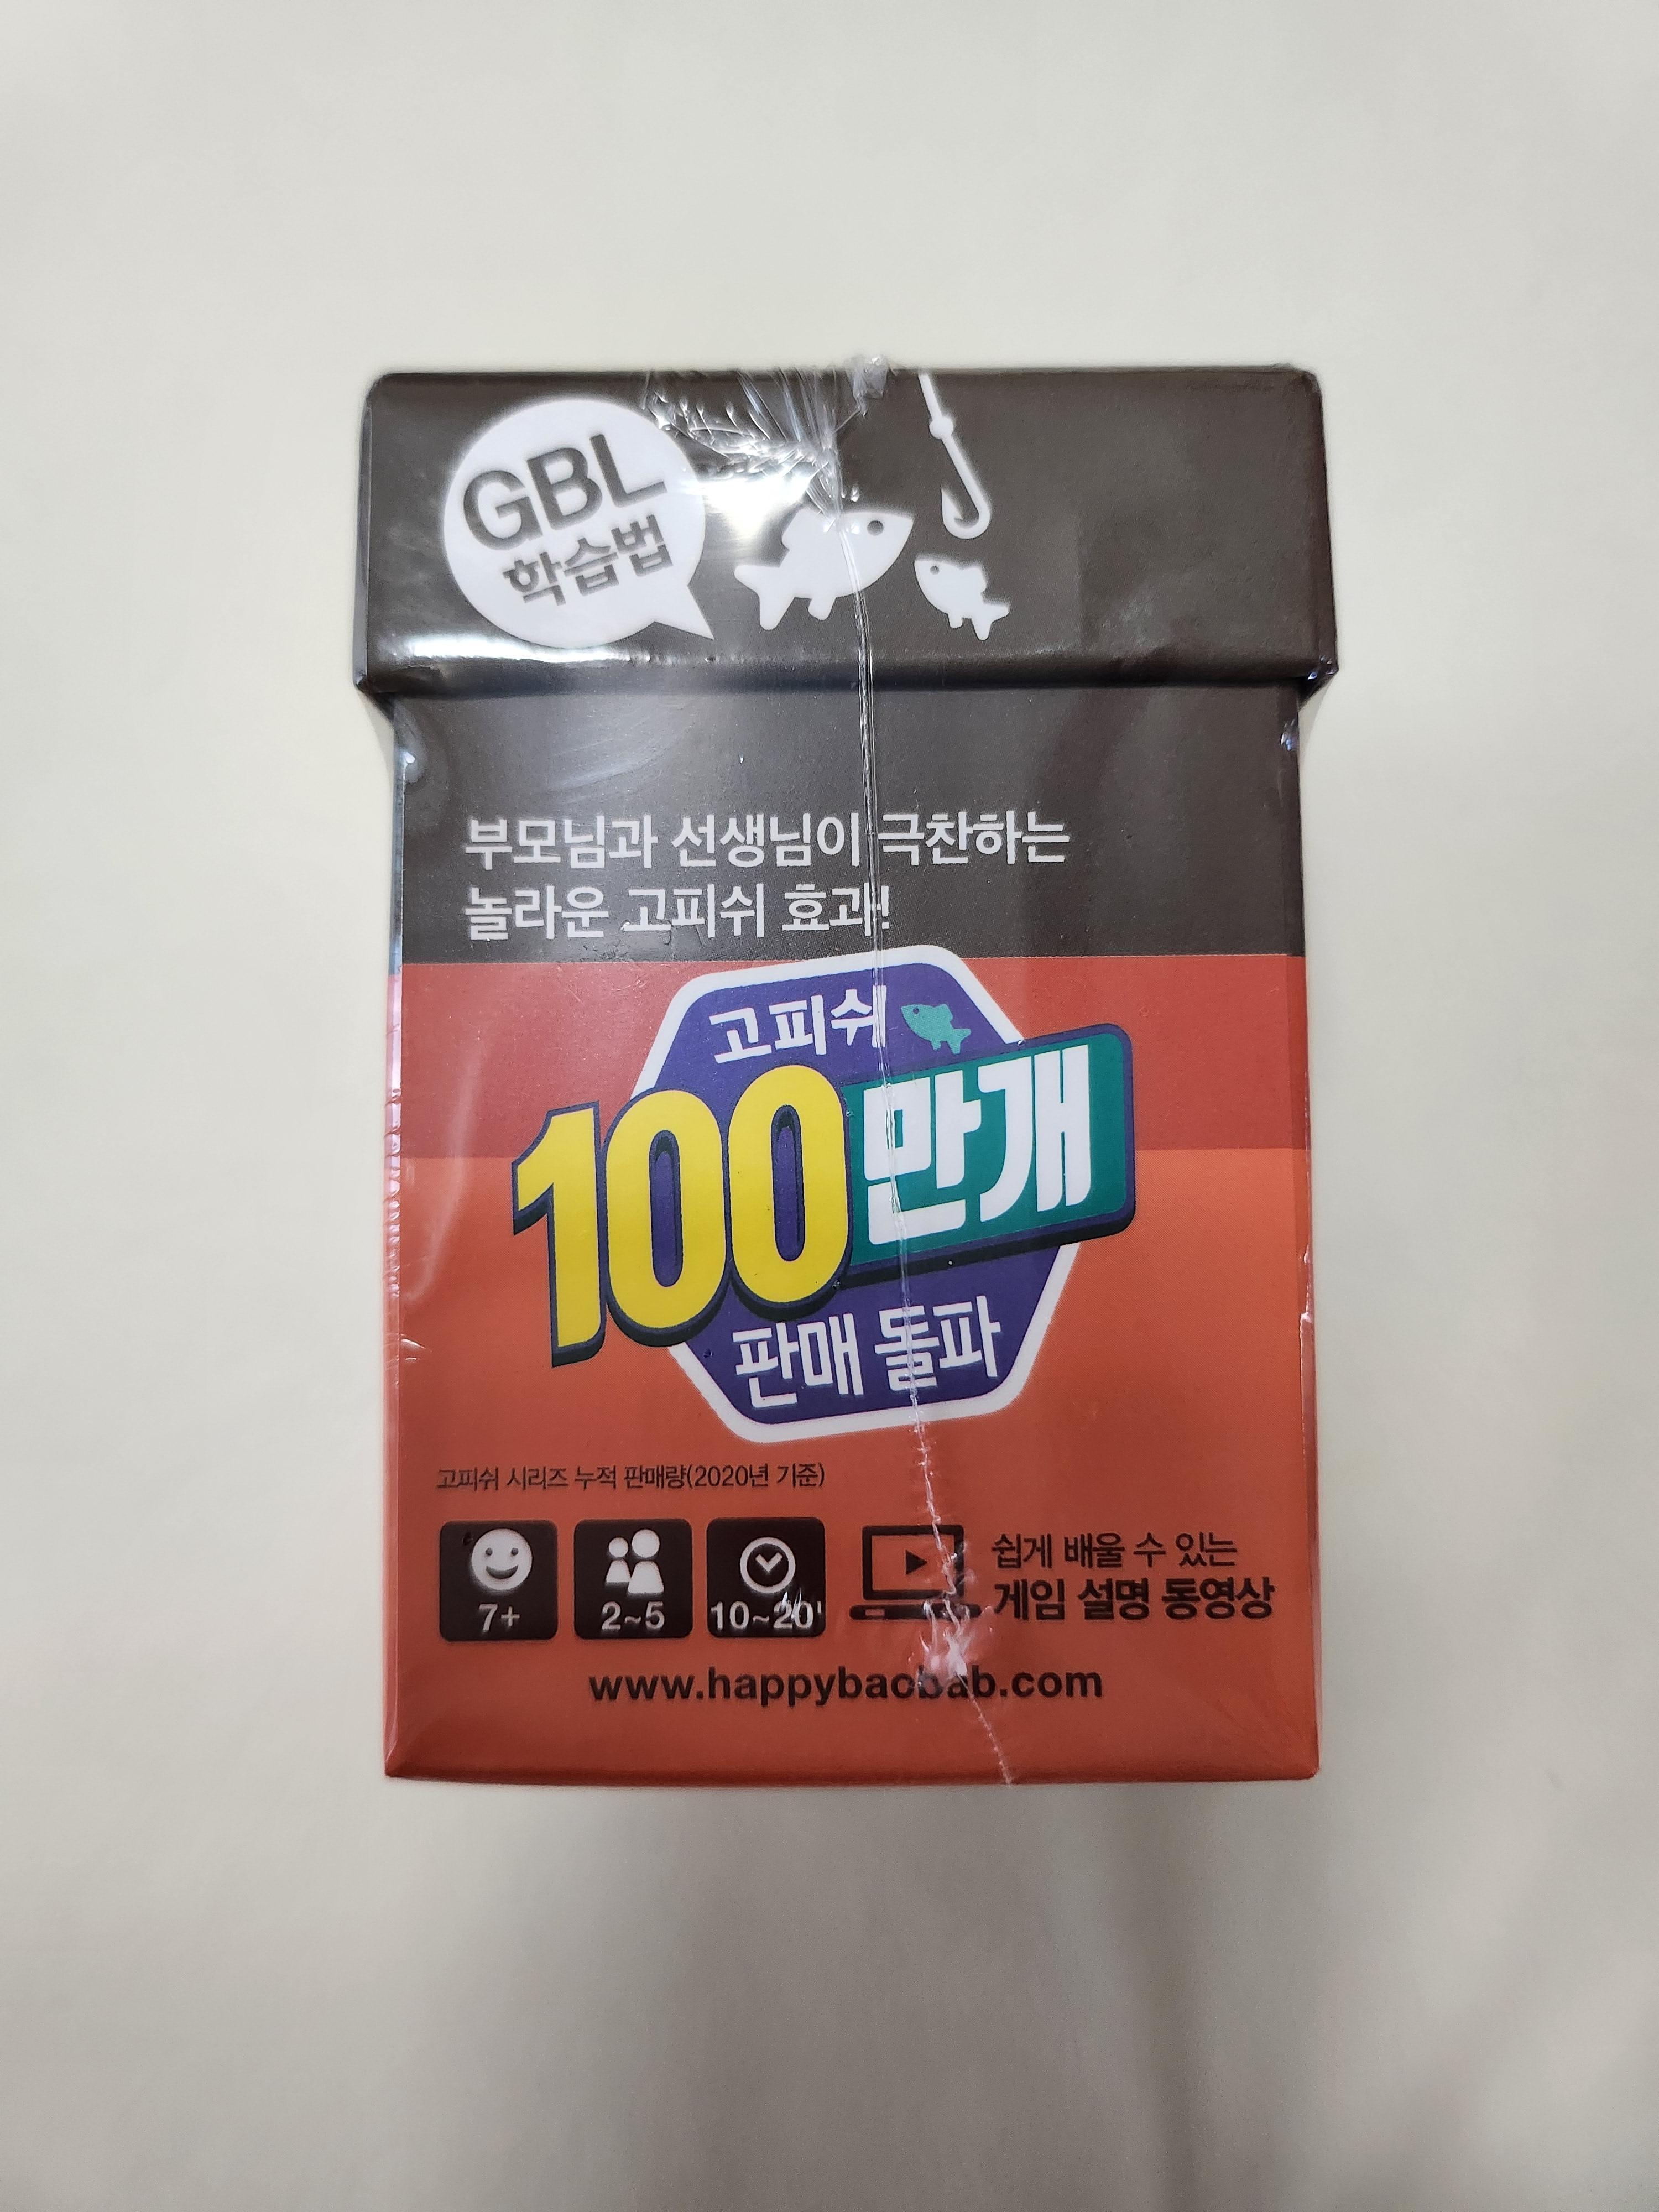 GBL
학습법
부모님과 선생님이 극찬하는
놀라운 고피쉬 효과!
고피쉬
100만개
판매 돌파
고피쉬 시리즈 누적 판매량(2020년 기준)
7+
2~5
10~20'
쉽게 배울 수 있는
게임 설명 동영상
www.happybaobab.com